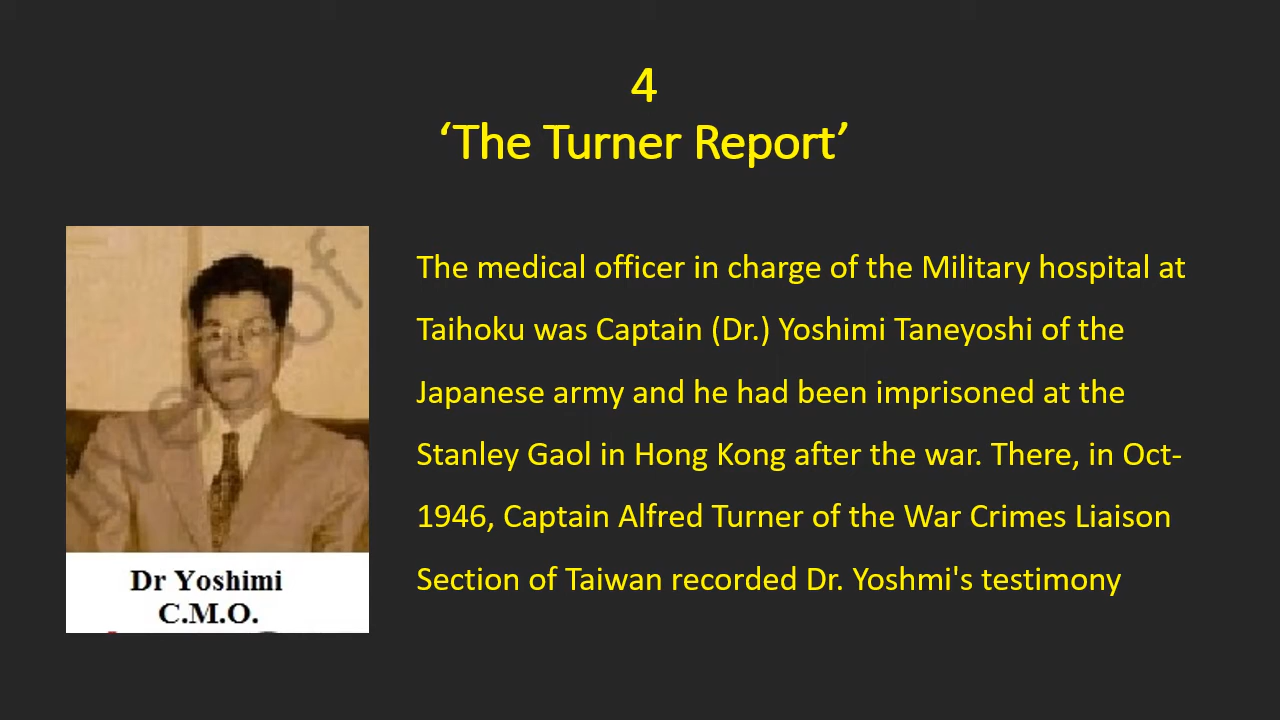 4
‘The Turner Report’
The medical officer in charge of the Military hospital at
Taihoku was Captain (Dr.) Yoshimi Taneyoshi of the
Japanese army and he had been imprisoned at the
Stanley Gaol in Hong Kong after the war. There, in Oct-
1946, Captain Alfred Turner of the War Crimes Liaison
Section of Taiwan recorded Dr. Yoshmi's testimony
of
Dr Yoshimi
C.M.O.